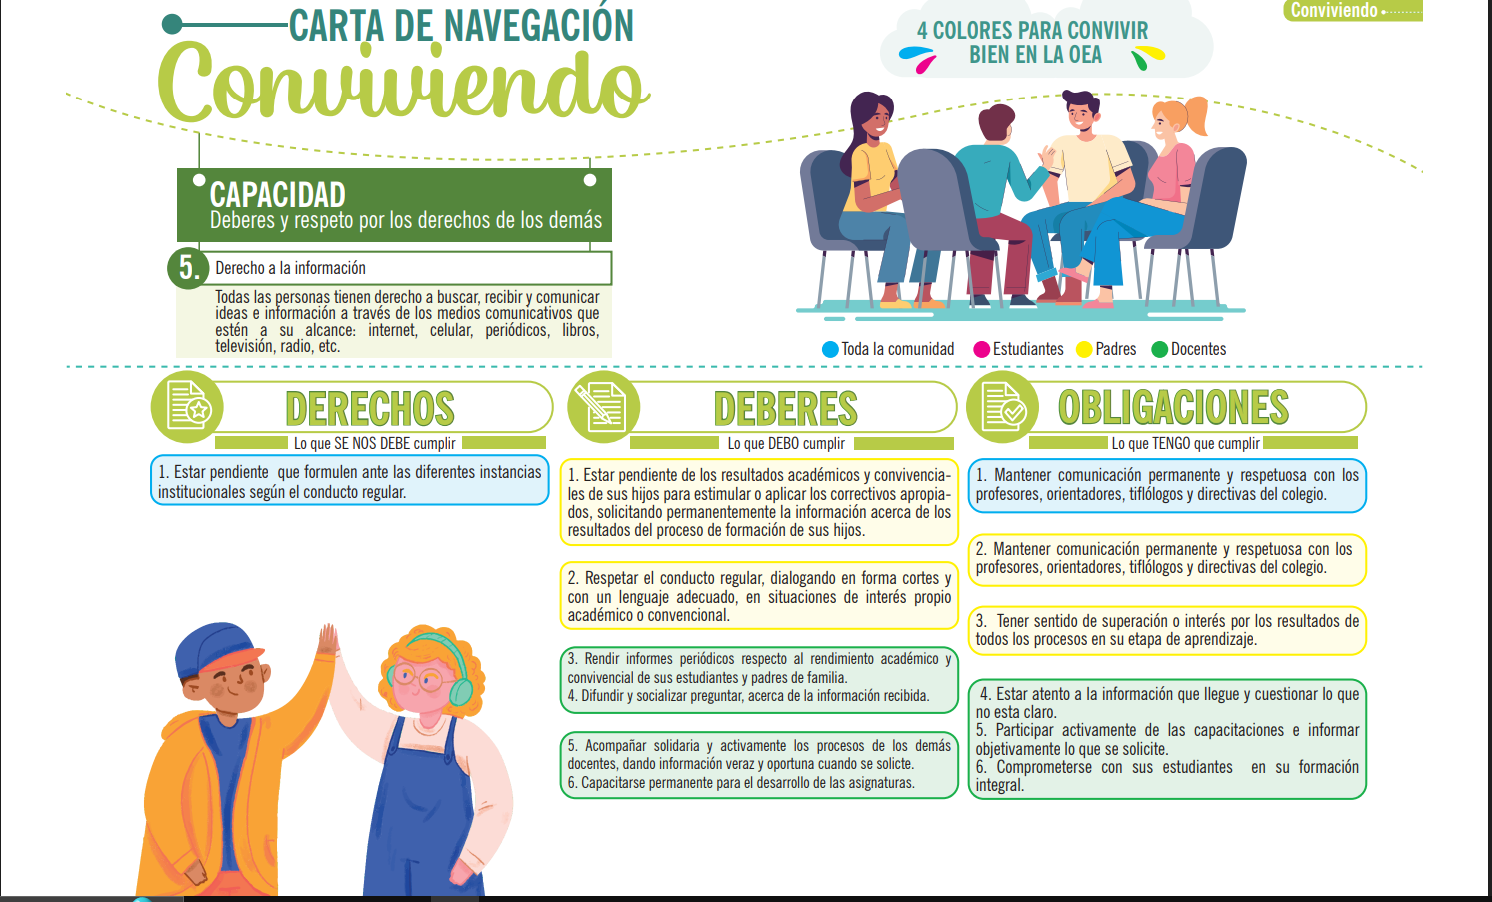 CARTA DE NAVEGACIÓN
Conviviendo
4 COLORES PARA CONVIVIR
BIEN EN LA OEA
Conviviendo
CAPACIDAD
Deberes y respeto por los derechos de los demás
5.
Derecho a la información
Todas las personas tienen derecho a buscar, recibir y comunicar
ideas e información a través de los medios comunicativos que
estén a su alcance: internet, celular, periódicos, libros,
televisión, radio, etc.
Toda la comunidad
Estudiantes
Padres
Docentes
DERECHOS
Lo que SE NOS DEBE cumplir
1. Estar pendiente que formulen ante las diferentes instancias
institucionales según el conducto regular.
DEBERES
Lo que DEBO cumplir
1. Estar pendiente de los resultados académicos y convivencia-
les de sus hijos para estimular o aplicar los correctivos apropia-
dos, solicitando permanentemente la información acerca de los
resultados del proceso de formación de sus hijos.
2. Respetar el conducto regular, dialogando en forma cortes y
con un lenguaje adecuado, en situaciones de interés propio
académico o convencional.
3. Rendir informes periódicos respecto al rendimiento académico y
convivencial de sus estudiantes y padres de familia.
4. Difundir y socializar preguntar, acerca de la información recibida.
5. Acompañar solidaria y activamente los procesos de los demás
docentes, dando información veraz y oportuna cuando se solicte.
6. Capacitarse permanente para el desarrollo de las asignaturas.
OBLIGACIONES
Lo que TENGO que cumplir
1. Mantener comunicación permanente y respetuosa con los
profesores, orientadores, tiflólogos y directivas del colegio.
2. Mantener comunicación permanente y respetuosa con los
profesores, orientadores, tiflólogos y directivas del colegio.
3. Tener sentido de superación o interés por los resultados de
todos los procesos en su etapa de aprendizaje.
4. Estar atento a la información que llegue y cuestionar lo que
no esta claro.
5. Participar activamente de las capacitaciones e informar
objetivamente lo que se solicite.
6. Comprometerse con sus estudiantes en su formación
integral.